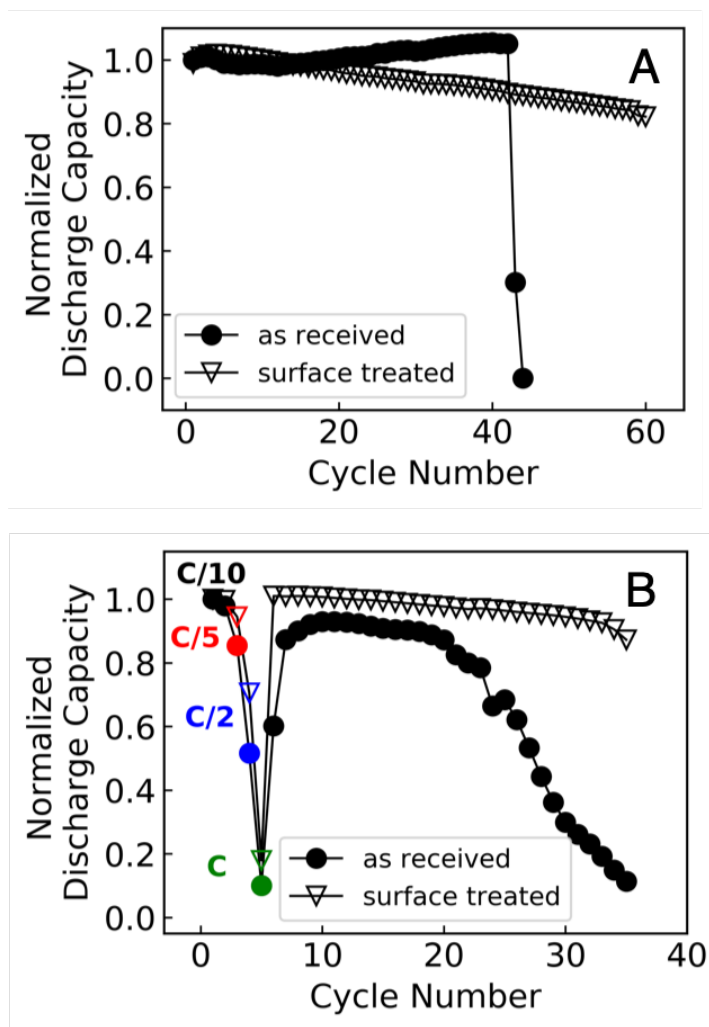 A
Normalized
Discharge Capacity
1.0
0.8
0.6
0.4
0.2
0.0
as received
surface treated
0
20
40
60
Cycle Number
B
Normalized
Discharge Capacity
1.0
0.8
0.6
0.4
0.2
0.0
C/10
C/5
C/2
C
as received
surface treated
0
10
20
30
40
Cycle Number